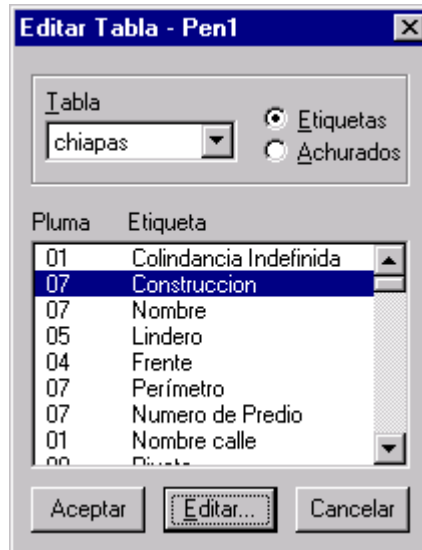 Editar Tabla - Pen1
Tabla
chiapas
Etiquetas
Achurados
Pluma Etiqueta
01 Colindancia Indefinida
07 Construccion
07 Nombre
05 Lindero
04 Frente
07 Perímetro
07 Numero de Predio
01 Nombre calle
Aceptar Editar... Cancelar